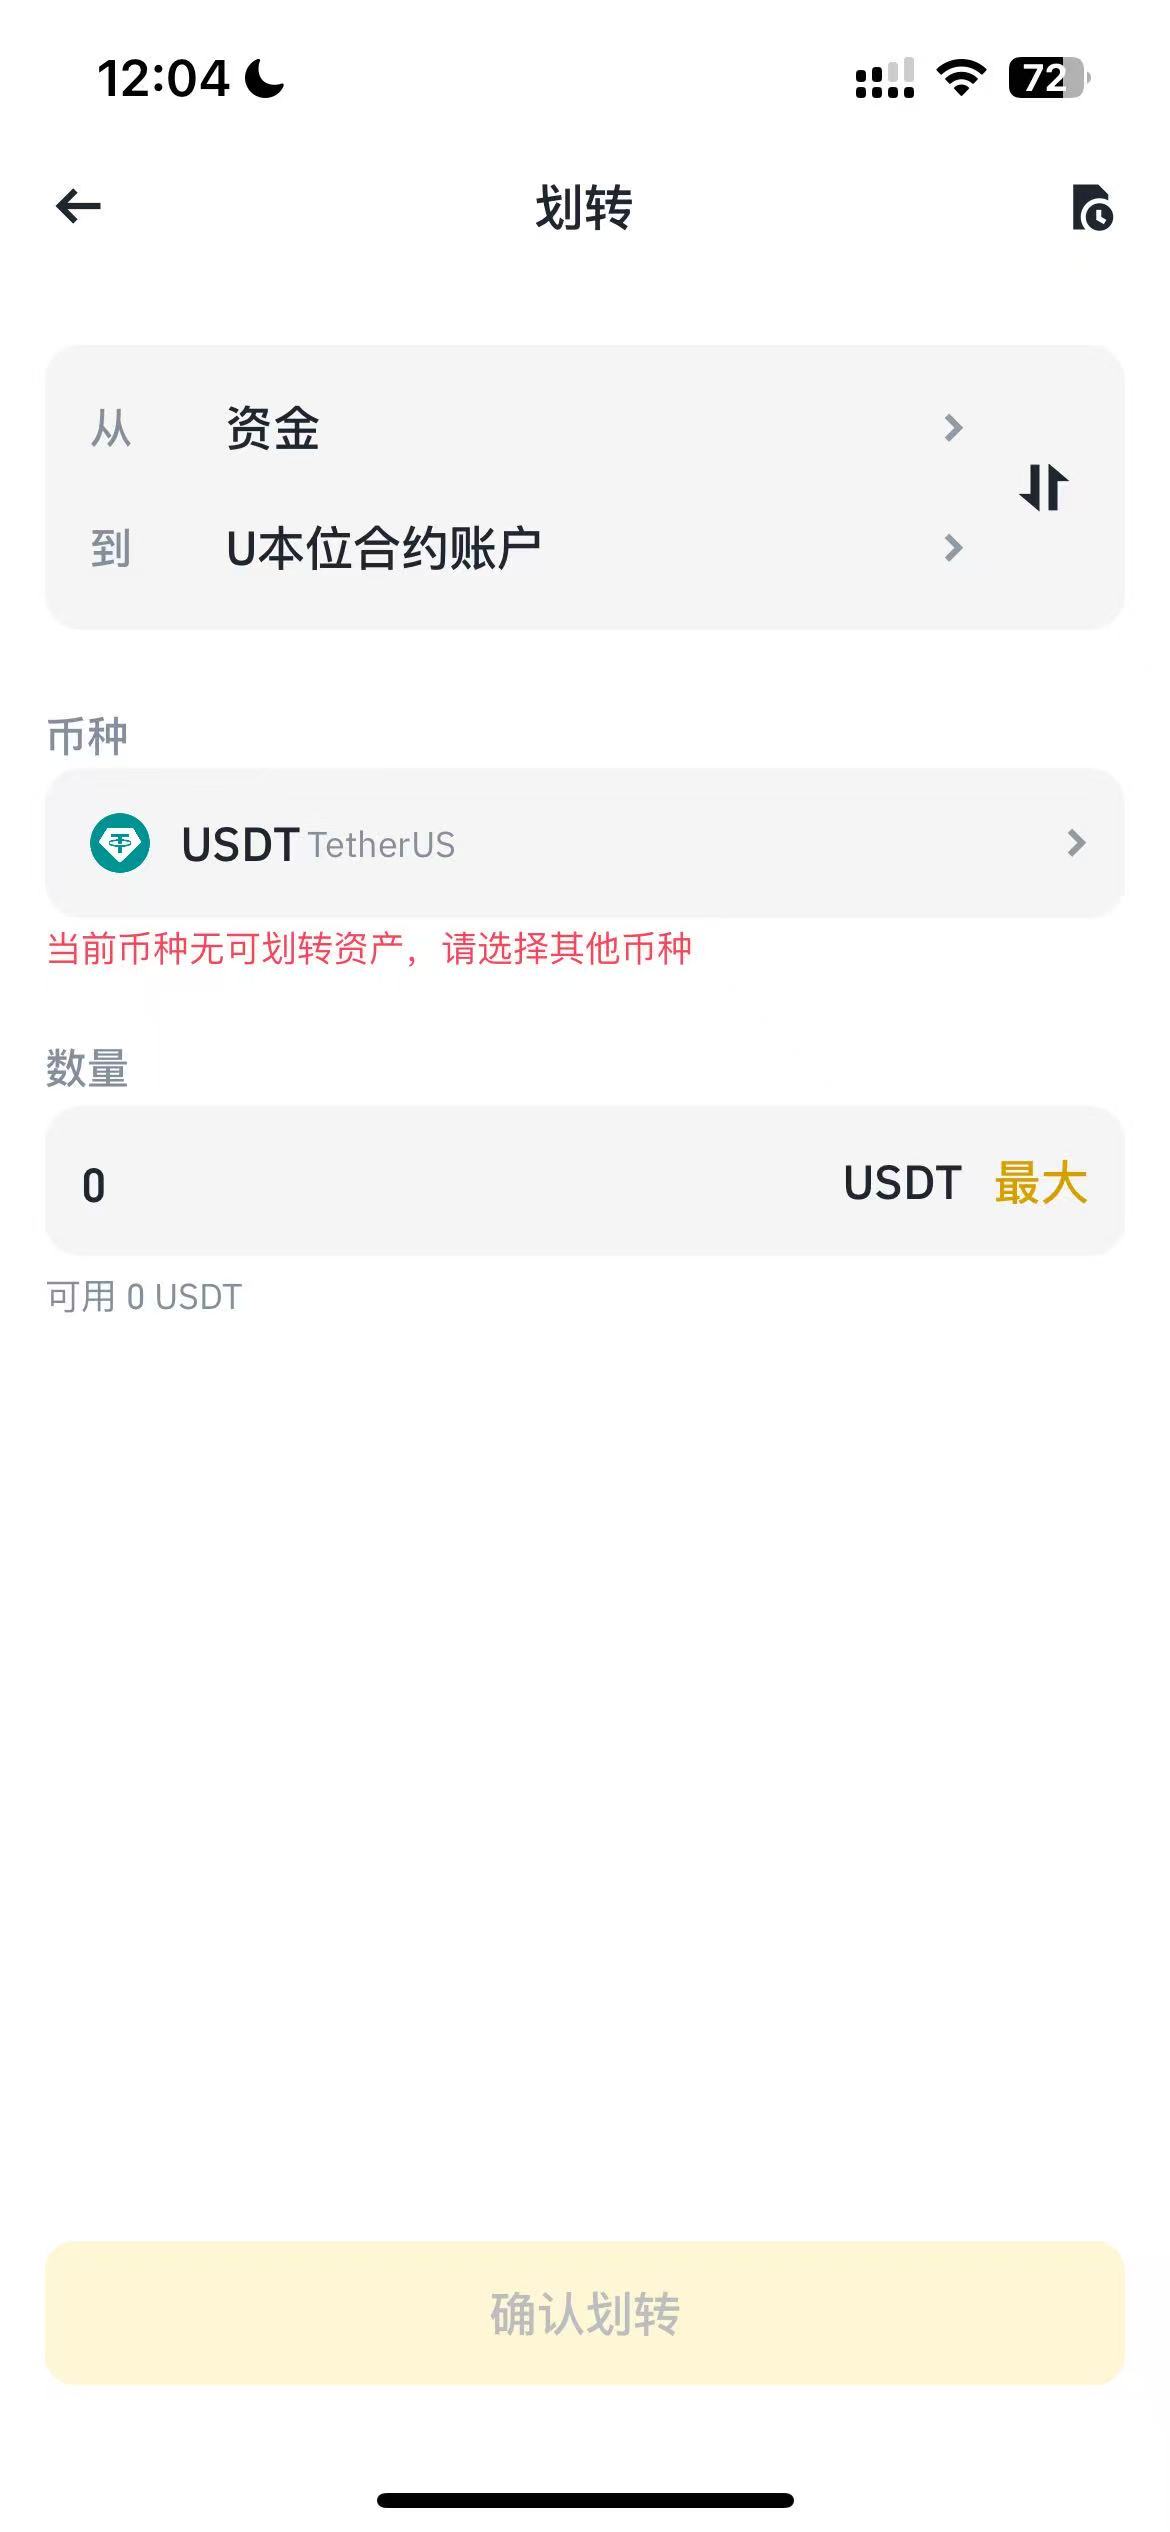 12:04
72
划转
从 资金
到 U本位合约账户
币种
USDT TetherUS
当前币种无可划转资产，请选择其他币种
数量
0 USDT 最大
可用 0 USDT
确认划转